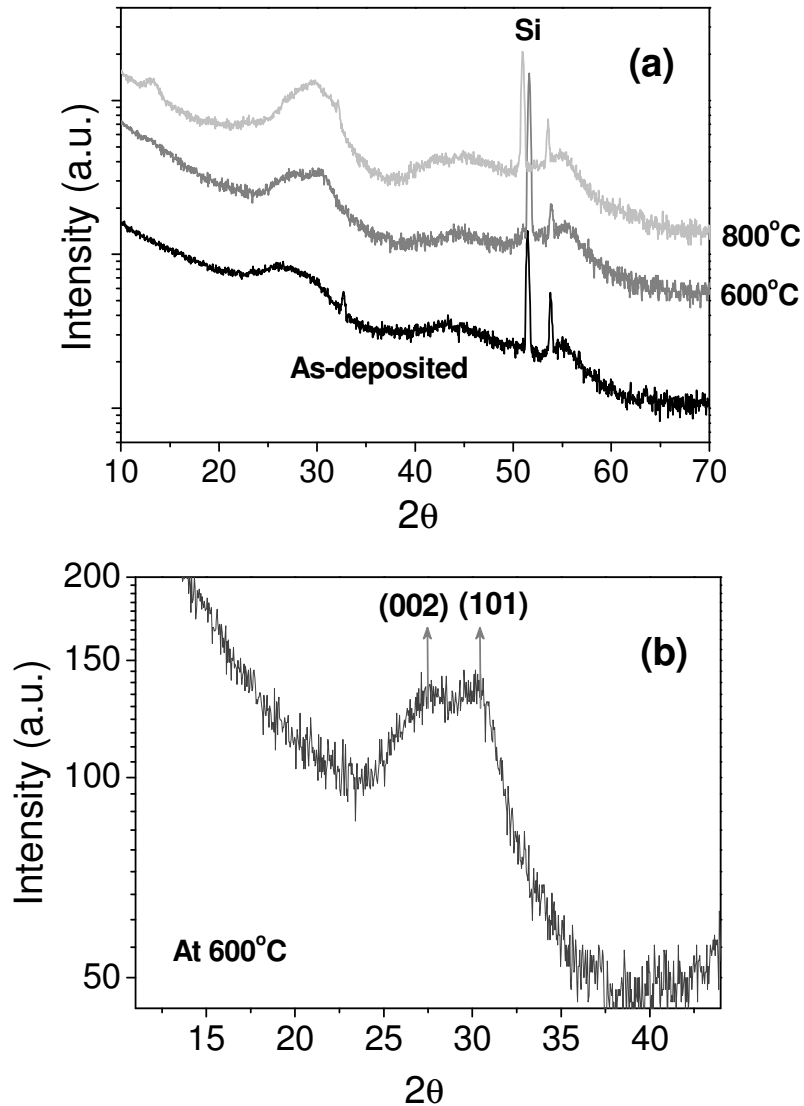 Si
(a)
Intensity (a.u.)
800°C
600°C
As-deposited
10 20 30 40 50 60 70
2θ
200
(002) (101)
(b)
150
100
50
Intensity (a.u.)
At 600°C
15 20 25 30 35 40
2θ